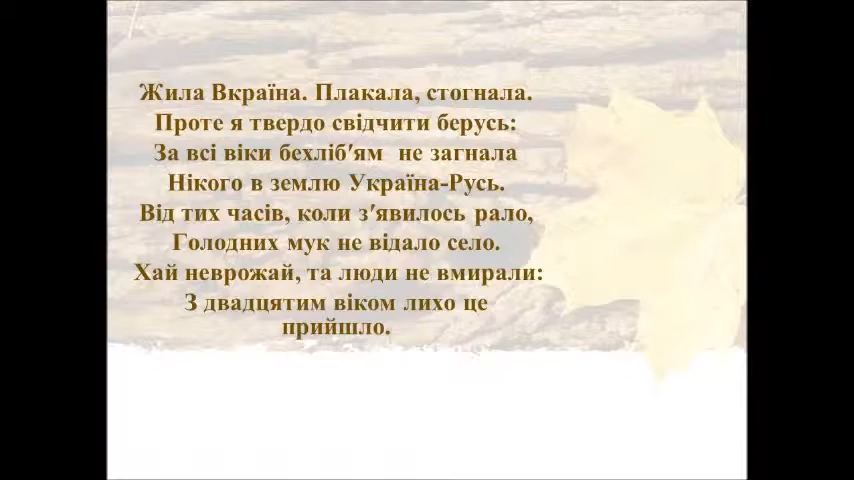 Жила Вкраїна. Плакала, стогнала.
Проте я твердо свідчити берусь:
За всі віки бехліб′ям не загнала
Нікого в землю Україна-Русь.
Від тих часів, коли з′явилось рало,
Голодних мук не відало село.
Хай неврожай, та люди не вмирали:
З двадцятим віком лихо це
прийшло.